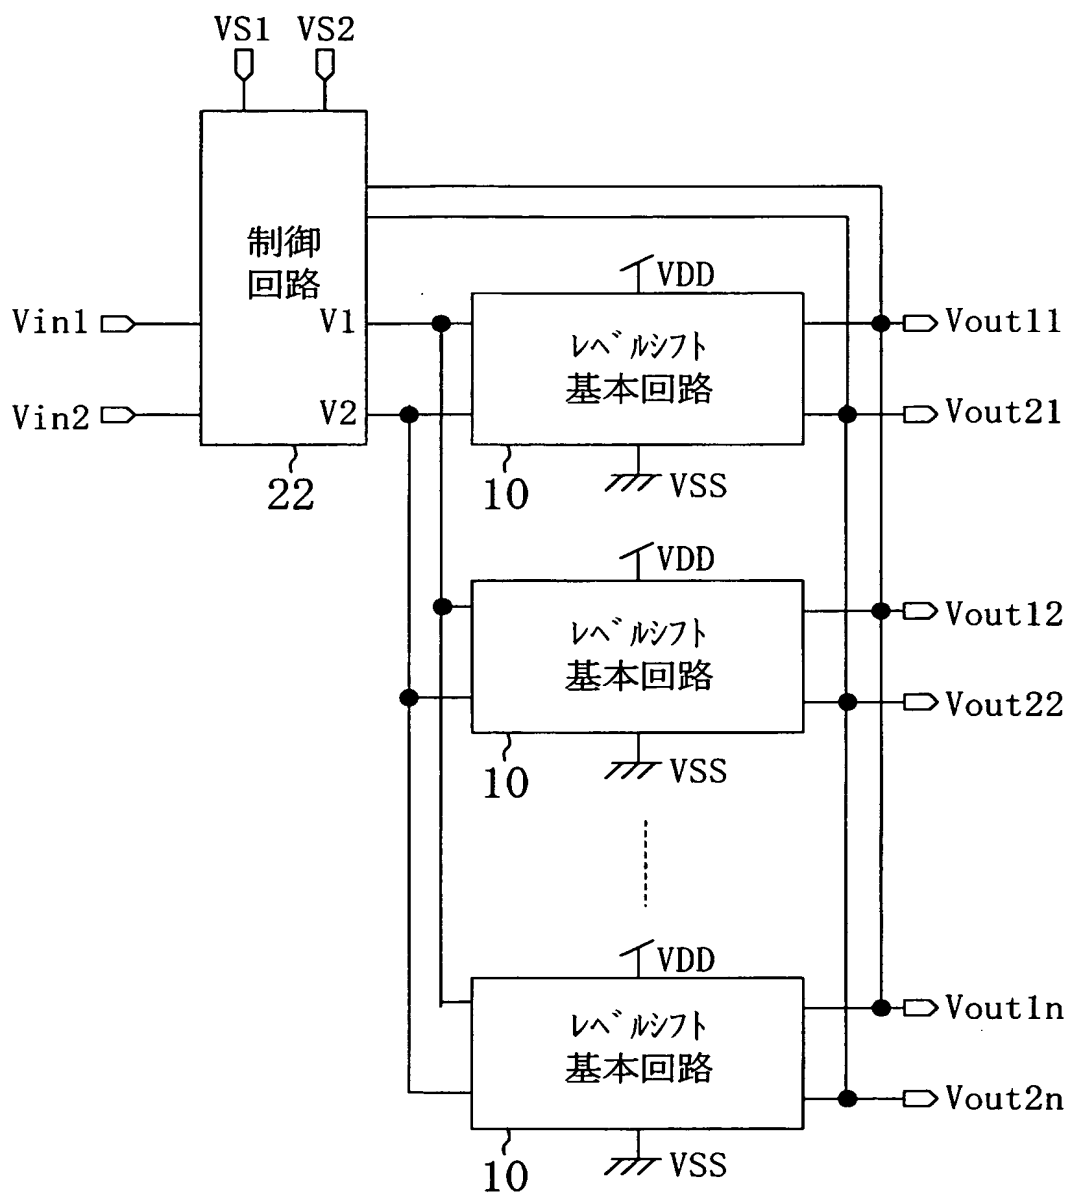 VS1 VS2
制御
回路
VDD
Vin1
V1
レベルシフト
基本回路
Vout11
Vin2
V2
Vout21
22
10
VSS
VDD
レベルシフト
基本回路
Vout12
Vout22
10
VSS
VDD
レベルシフト
基本回路
Vout1n
Vout2n
10
VSS